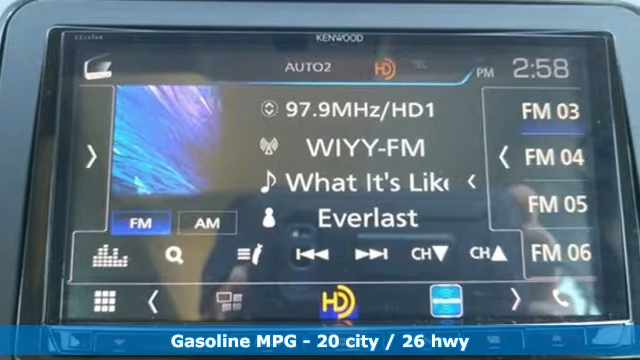 KENWOOD
AUTO2
HD
TEL
PM 2:58
97.9MHz/HD1
WIYY-FM
What It's Like
Everlast
FM
AM
CH▼
CH▲
FM 03
FM 04
FM 05
FM 06
HD
Gasoline MPG - 20 city / 26 hwy